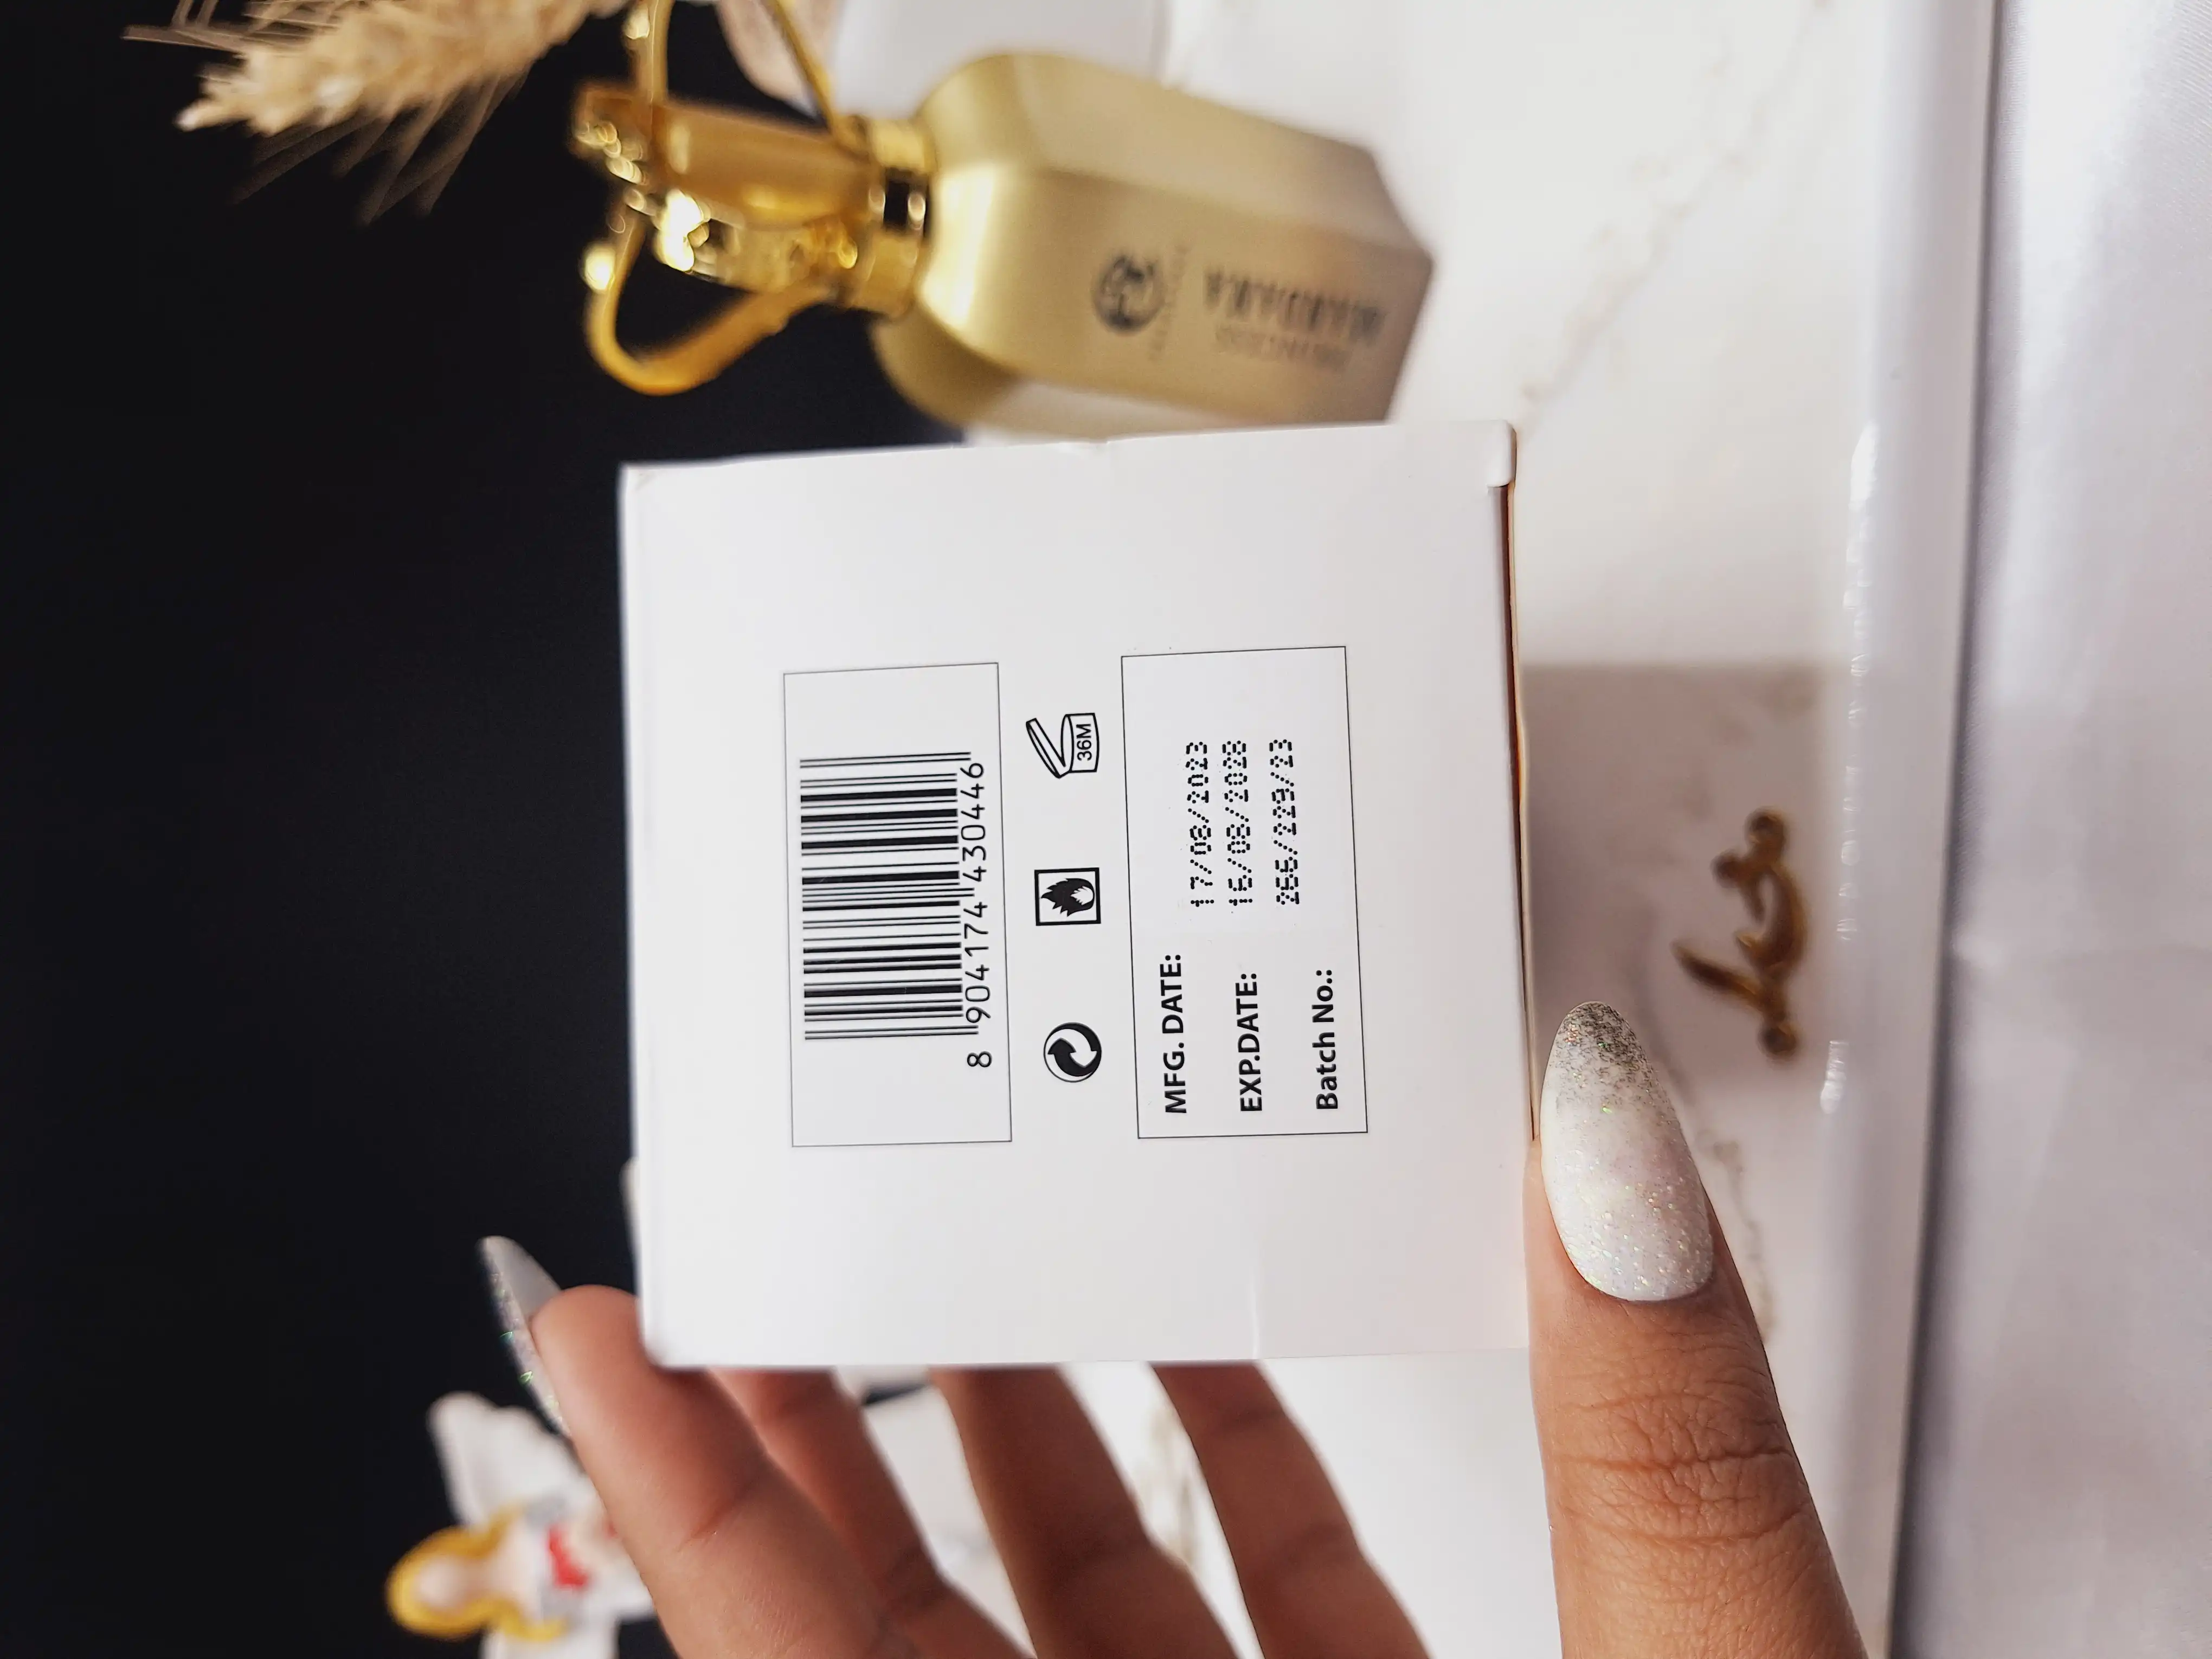 8 904174 430446
36M
MFG. DATE: 17/08/2023
EXP.DATE: 16/08/2028
Batch No.: 266/229/23